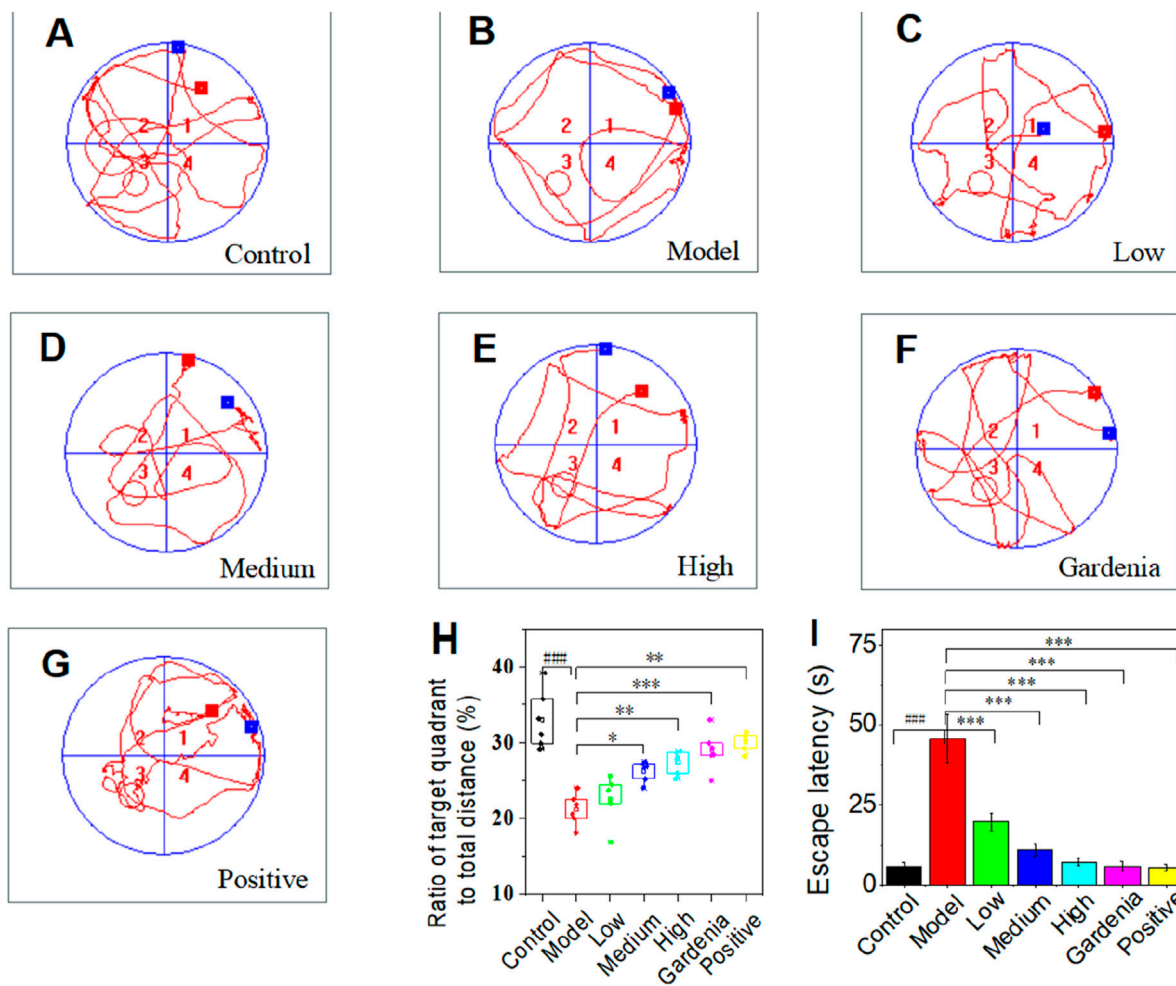 A
2 1
3 4
Control
B
2 1
3 4
Model
C
2 1
3 4
Low
D
2 1
3 4
Medium
E
2 1
3 4
High
F
2 1
3 4
Gardenia
G
2 1
3 4
Positive
H
Ratio of target quadrant
to total distance (%)
40
30
20
10
###
**
***
**
*
Control
Model
Low
Medium
High
Gardenia
Positive
I
Escape latency (s)
75
50
25
0
***
***
***
***
### ***
Control
Model
Low
Medium
High
Gardenia
Positive